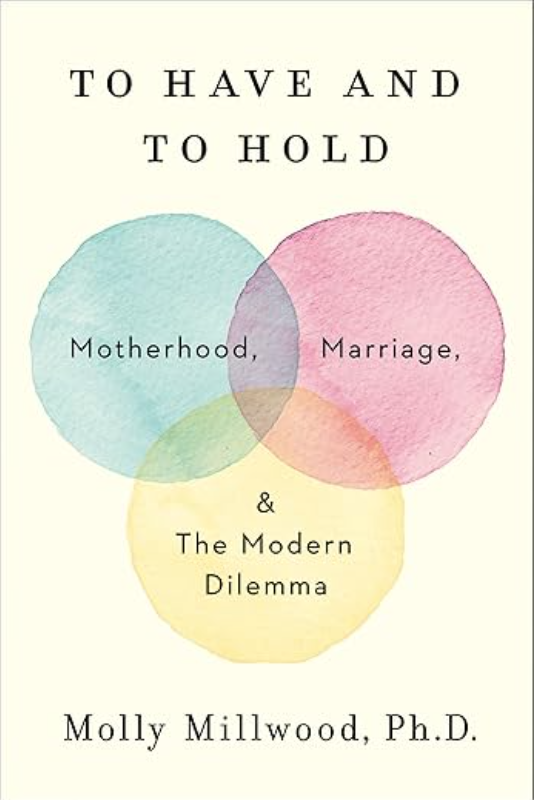 TO HAVE AND
TO HOLD
Motherhood, Marriage,
&
The Modern
Dilemma
Molly Millwood, Ph.D.